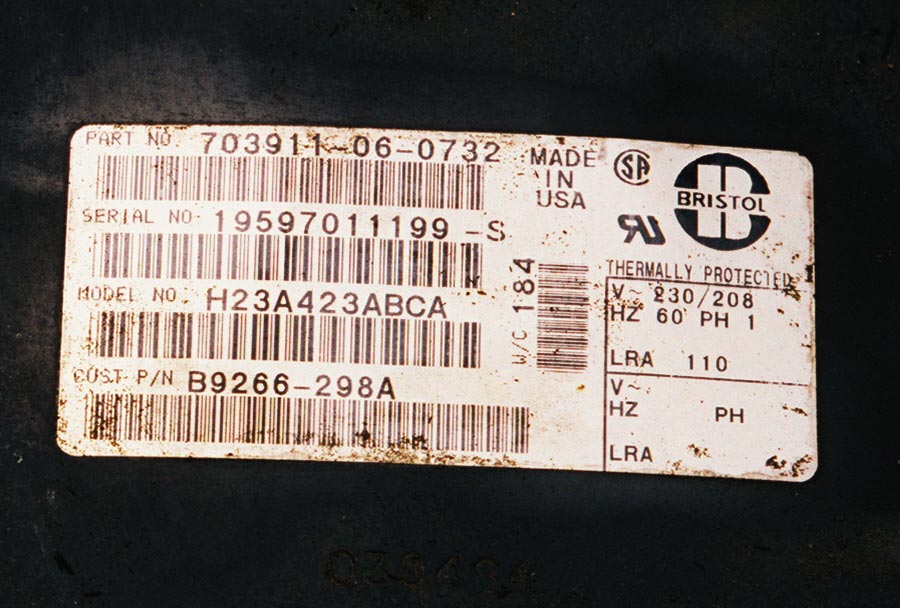 PART NO. 703911-06-0732
SERIAL NO. 19597011199 -S
MODEL NO. H23A423ABCA
CUST P/N B9266-298A
MADE
IN
USA
W/C 184
SA
BRISTOL
THERMALLY PROTECTED
V~ 230/208
HZ 60 PH 1
LRA 110
V~
HZ PH
LRA